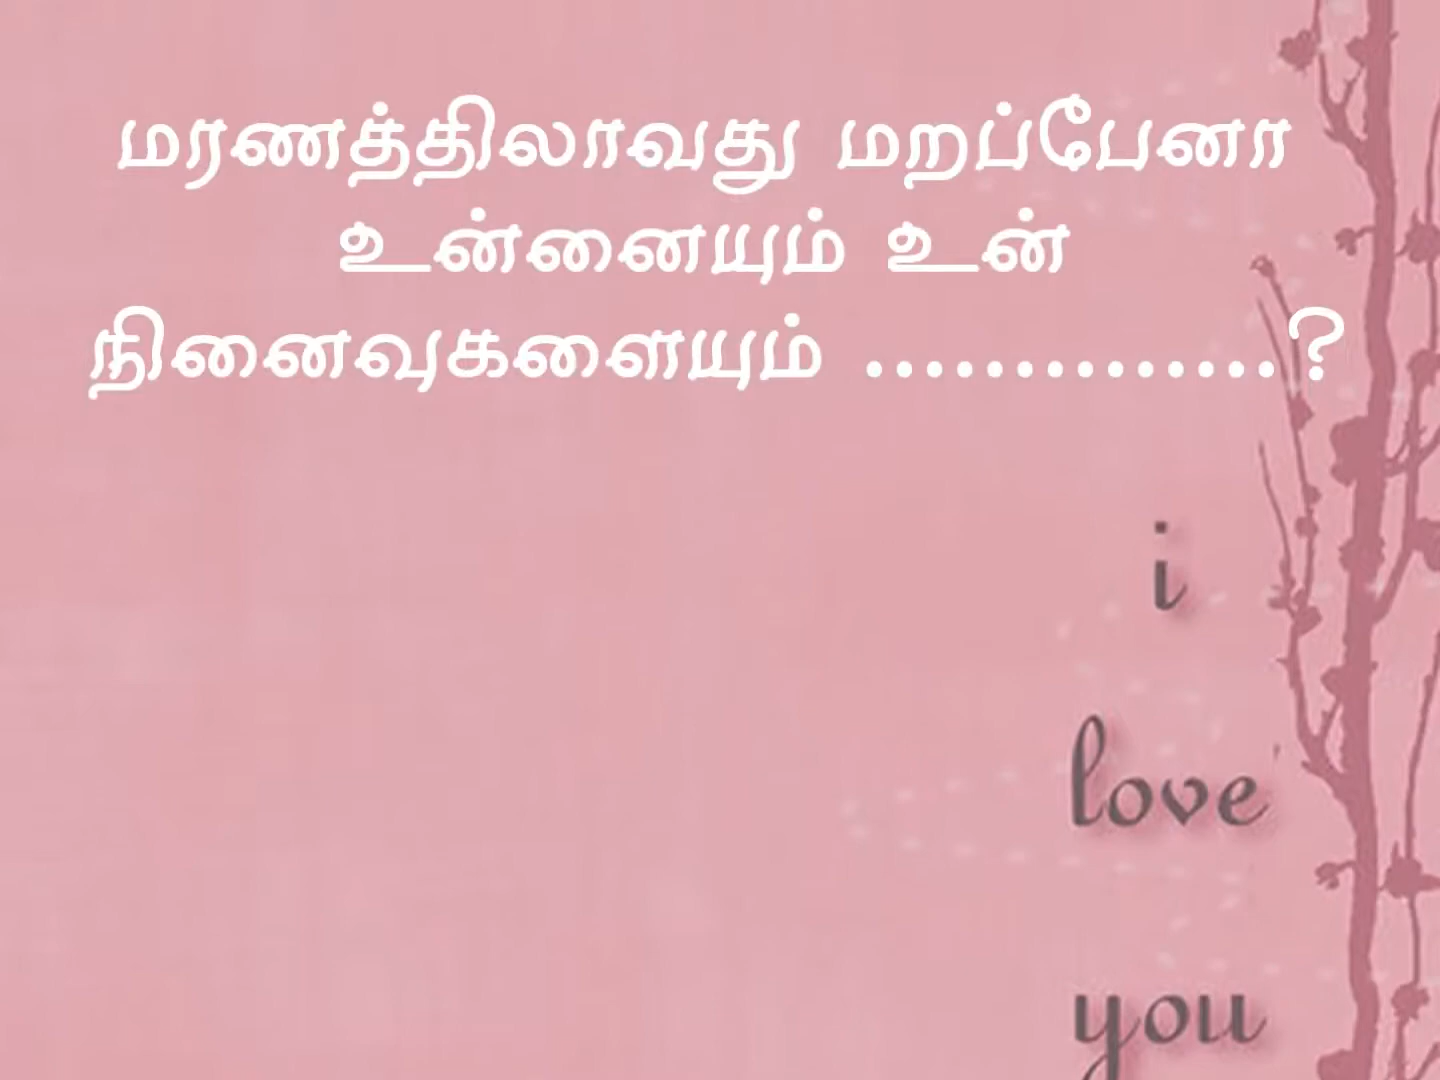 மரணத்திலாவது மறப்பேனா
உன்னையும் உன்
நினைவுகளையும் ..............?
i
love
you